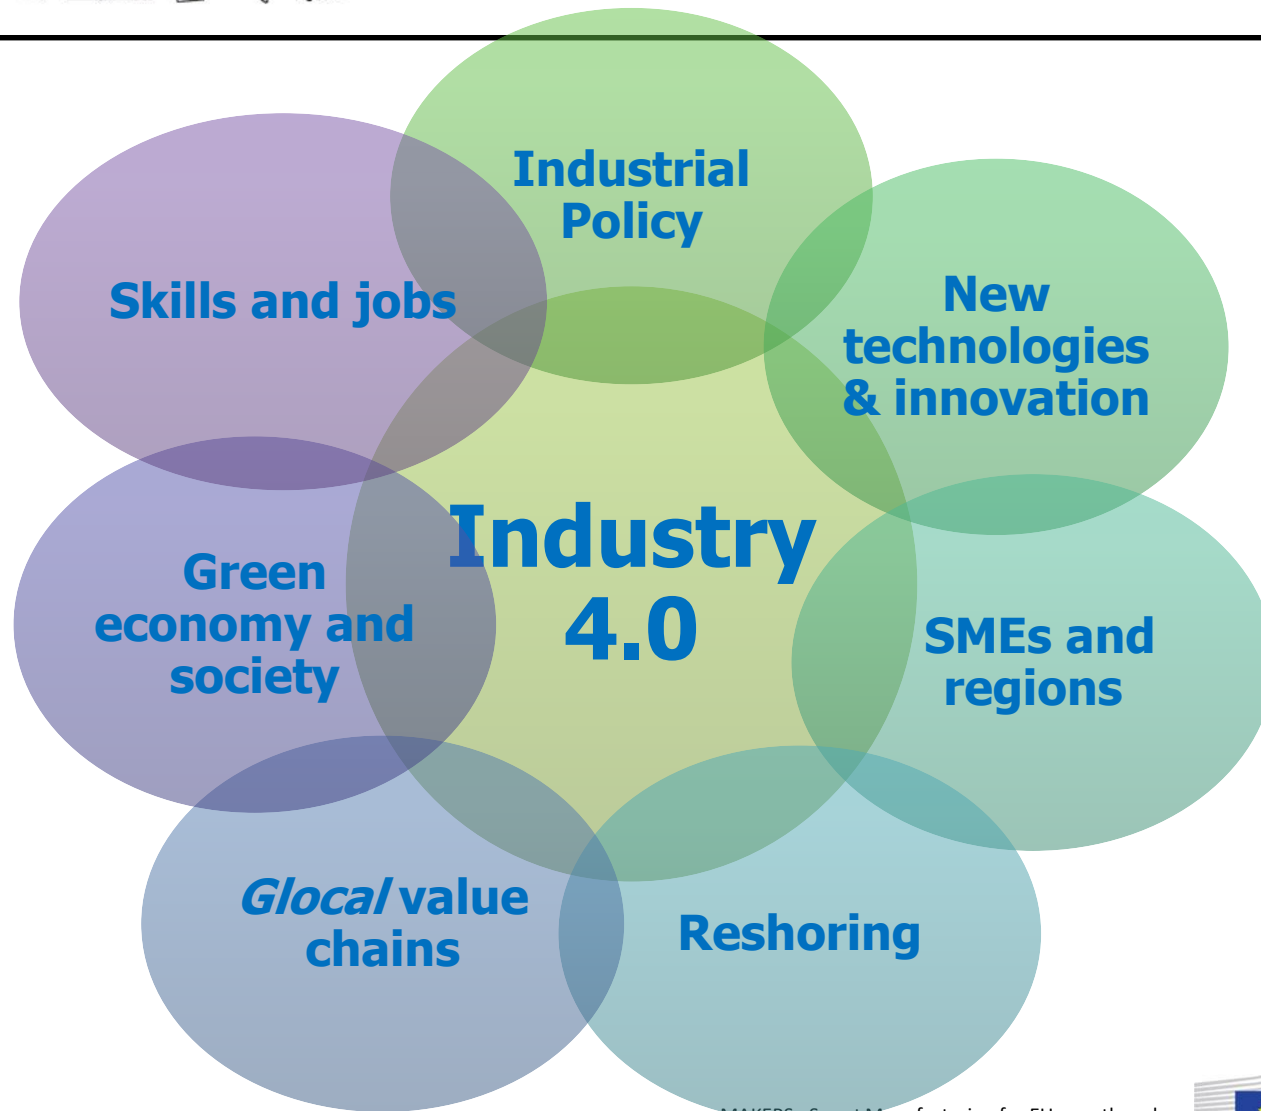 Industrial
Policy
New
technologies
& innovation
SMEs and
regions
Reshoring
Glocal value
chains
Green
economy and
society
Skills and jobs
Industry
4.0